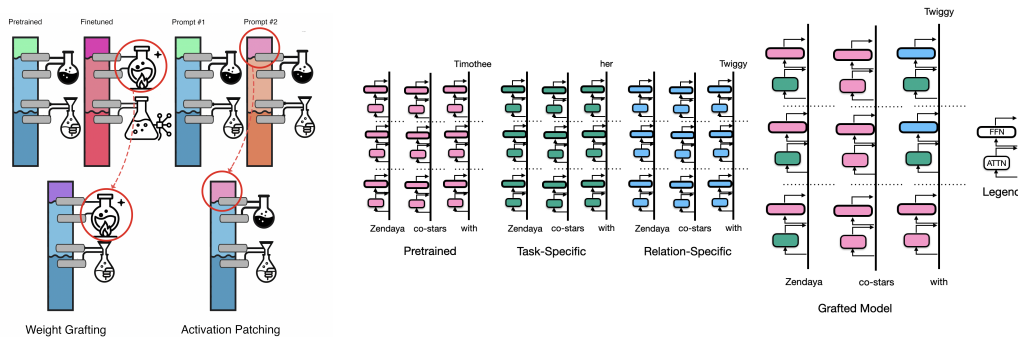 Pretrained
Finetuned
Prompt #1
Prompt #2
Weight Grafting
Activation Patching
Timothee
her
Twiggy
Zendaya
co-stars
with
Zendaya
co-stars
with
Zendaya
co-stars
with
Pretrained
Task-Specific
Relation-Specific
Twiggy
Zendaya
co-stars
with
Grafted Model
FFN
ATTN
Legend